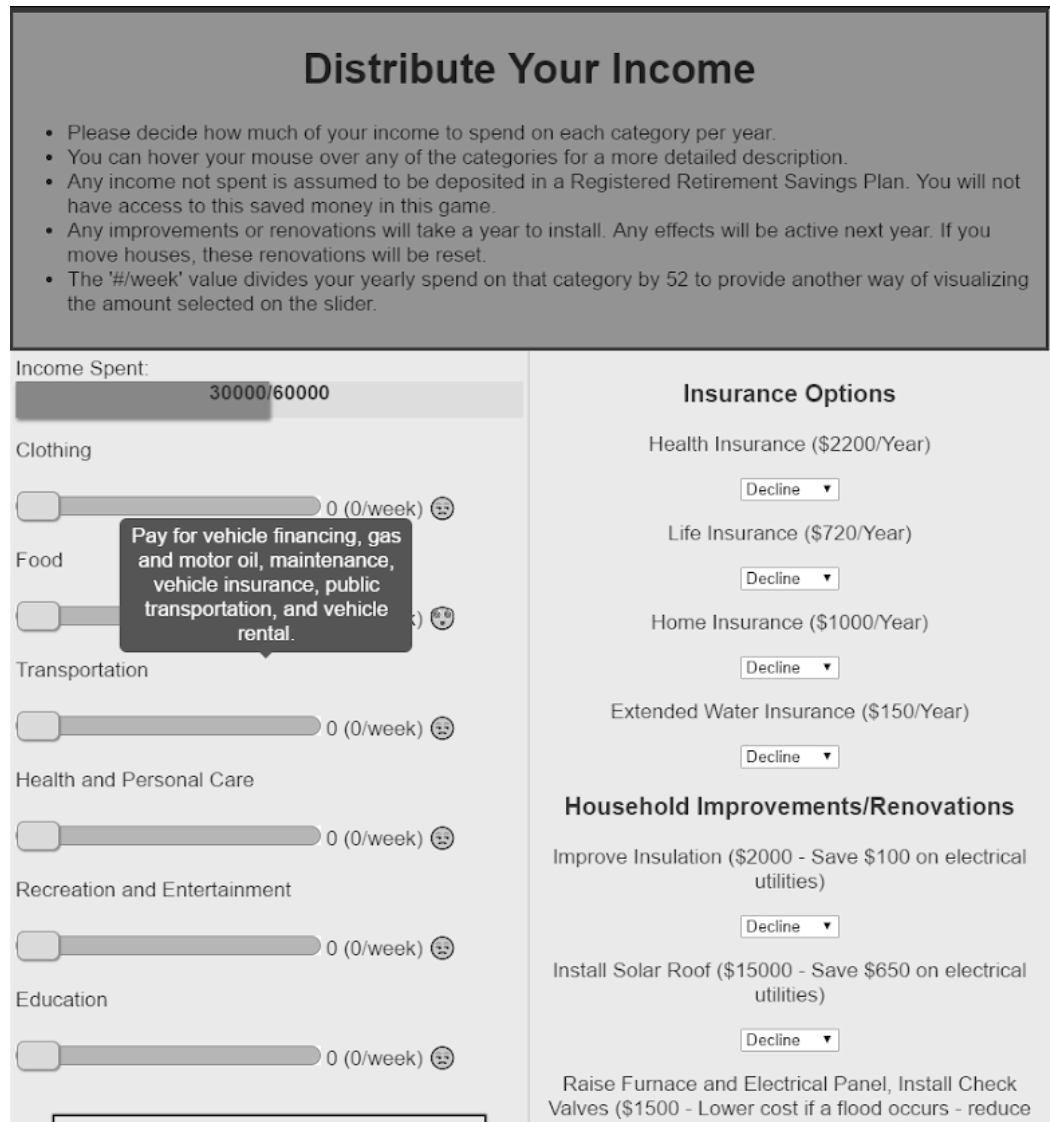 Distribute Your Income
• Please decide how much of your income to spend on each category per year.
• You can hover your mouse over any of the categories for a more detailed description.
• Any income not spent is assumed to be deposited in a Registered Retirement Savings Plan. You will not
have access to this saved money in this game.
• Any improvements or renovations will take a year to install. Any effects will be active next year. If you
move houses, these renovations will be reset.
• The '#/week' value divides your yearly spend on that category by 52 to provide another way of visualizing
the amount selected on the slider.
Income Spent:
30000/60000
Clothing
0 (0/week)
Pay for vehicle financing, gas
and motor oil, maintenance,
vehicle insurance, public
transportation, and vehicle
rental.
Food
Transportation
0 (0/week)
Health and Personal Care
0 (0/week)
Recreation and Entertainment
0 (0/week)
Education
0 (0/week)
Insurance Options
Health Insurance ($2200/Year)
Decline
Life Insurance ($720/Year)
Decline
Home Insurance ($1000/Year)
Decline
Extended Water Insurance ($150/Year)
Decline
Household Improvements/Renovations
Improve Insulation ($2000 - Save $100 on electrical
utilities)
Decline
Install Solar Roof ($15000 - Save $650 on electrical
utilities)
Decline
Raise Furnace and Electrical Panel, Install Check
Valves ($1500 - Lower cost if a flood occurs - reduce